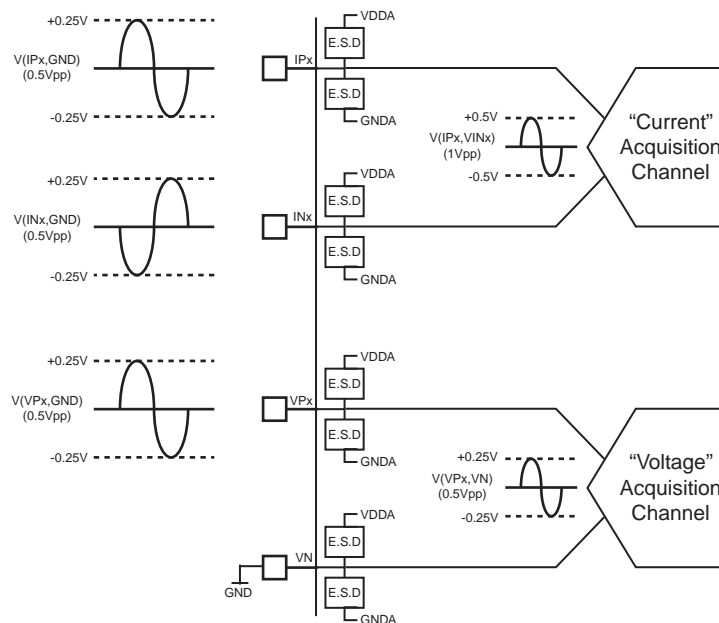 +0.25V
V(IPx,GND)
(0.5Vpp)
-0.25V
IPx
VDDA
E.S.D
E.S.D
GNDA
+0.5V
V(IPx,VINx)
(1Vpp)
-0.5V
“Current”
Acquisition
Channel
+0.25V
V(INx,GND)
(0.5Vpp)
-0.25V
INx
VDDA
E.S.D
E.S.D
GNDA
+0.25V
V(VPx,GND)
(0.5Vpp)
-0.25V
VPx
VDDA
E.S.D
E.S.D
GNDA
+0.25V
V(VPx,VN)
(0.5Vpp)
-0.25V
“Voltage”
Acquisition
Channel
GND
VN
VDDA
E.S.D
E.S.D
GNDA